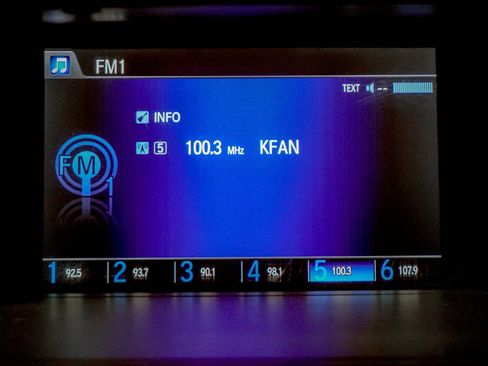 FM1
TEXT --
INFO
5 100.3 MHz KFAN
FM
1
1 92.5 2 93.7 3 90.1 4 98.1 5 100.3 6 107.9